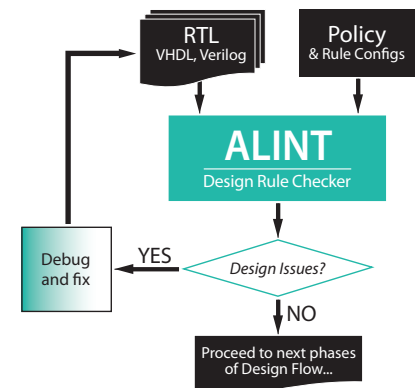 RTL
VHDL, Verilog
Policy
& Rule Configs
ALINT
Design Rule Checker
Design Issues?
YES
Debug
and fix
NO
Proceed to next phases
of Design Flow...